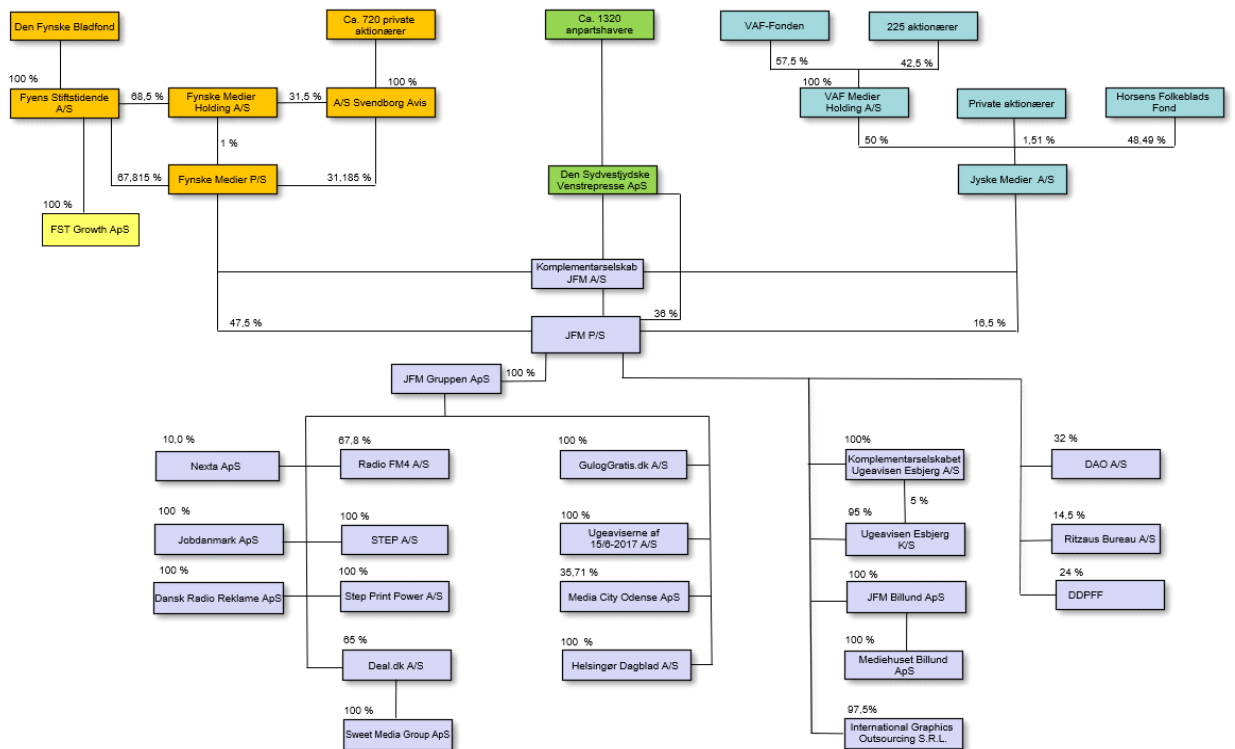 Den Fynske Bladfond
Ca. 720 private
aktionærer
Ca. 1320
anpartshavere
VAF-Fonden
225 aktionærer
57,5 %
42,5 %
100 %
100 %
100 %
Fyens Stiftstidende
A/S
68,5 %
Fynske Medier
Holding A/S
31,5 %
A/S Svendborg Avis
VAF Medier
Holding A/S
Private aktionærer
Horsens Folkeblads
Fond
50 %
1,51 %
48,49 %
1 %
67,815 %
Fynske Medier P/S
31,185 %
Den Sydvestjydske
Venstrepresse ApS
Jyske Medier A/S
100 %
FST Growth ApS
Komplementarselskab
JFM A/S
36 %
47,5 %
16,5 %
JFM P/S
JFM Gruppen ApS
100 %
10,0 %
Nexta ApS
67,8 %
Radio FM4 A/S
100 %
GulogGratis.dk A/S
100%
Komplementarselskabet
Ugeavisen Esbjerg A/S
32 %
DAO A/S
5 %
100 %
Jobdanmark ApS
100 %
STEP A/S
100 %
Ugeaviserne af
15/6-2017 A/S
95 %
Ugeavisen Esbjerg
K/S
14,5 %
Ritzaus Bureau A/S
100 %
Dansk Radio Reklame ApS
100 %
Step Print Power A/S
35,71 %
Media City Odense ApS
100 %
JFM Billund ApS
24 %
DDPFF
65 %
Deal.dk A/S
100 %
Helsingør Dagblad A/S
100 %
Mediehuset Billund
ApS
100 %
Sweet Media Group ApS
97,5%
International Graphics
Outsourcing S.R.L.